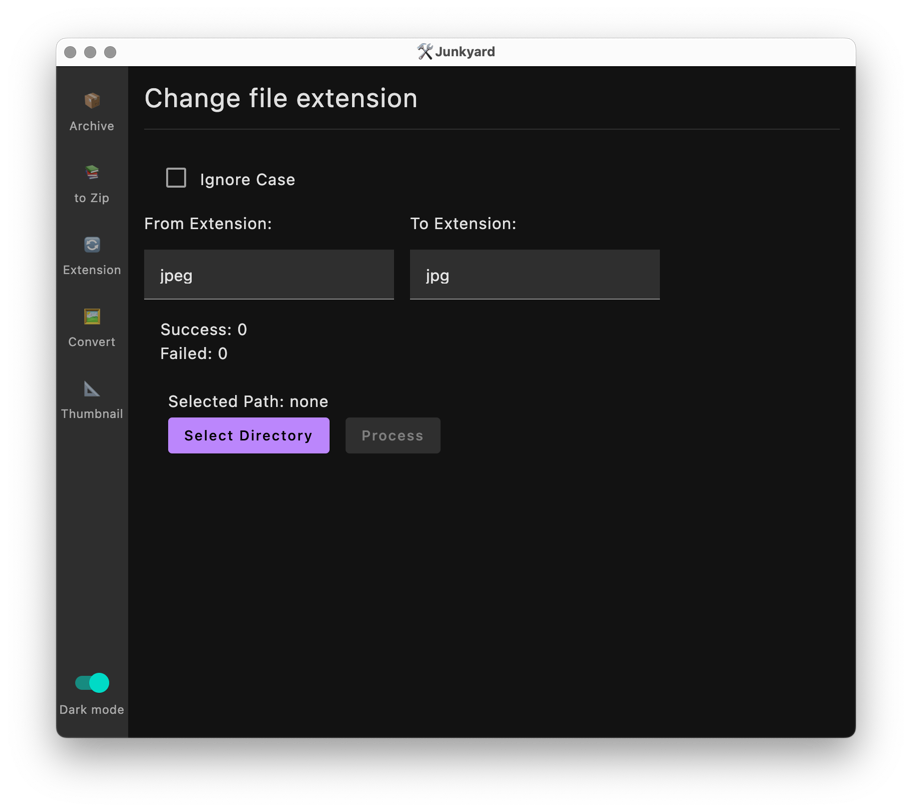 🛠️Junkyard
Archive
to Zip
Extension
Convert
Thumbnail
Dark mode
Change file extension
Ignore Case
From Extension: To Extension:
jpeg jpg
Success: 0
Failed: 0
Selected Path: none
Select Directory Process